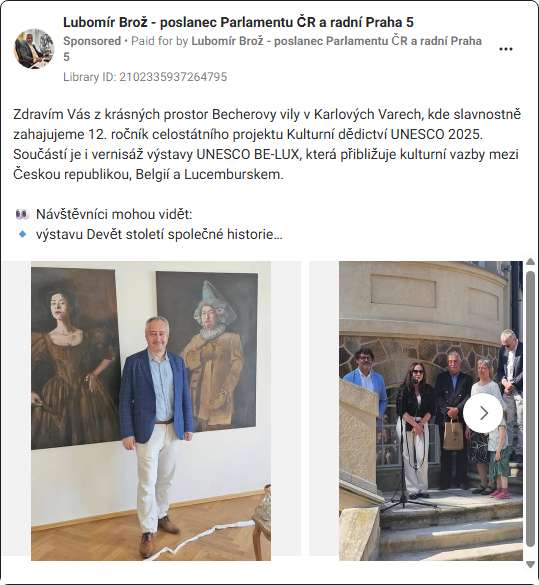 Lubomír Brož - poslanec Parlamentu ČR a radní Praha 5
Sponsored • Paid for by Lubomír Brož - poslanec Parlamentu ČR a radní Praha
5
Library ID: 2102335937264795
Zdravím Vás z krásných prostor Becherovy vily v Karlových Varech, kde slavnostně
zahajujeme 12. ročník celostátního projektu Kulturní dědictví UNESCO 2025.
Součástí je i vernisáž výstavy UNESCO BE-LUX, která přibližuje kulturní vazby mezi
Českou republikou, Belgií a Lucemburskem.
👀 Návštěvníci mohou vidět:
🔹 výstavu Devět století společné historie...